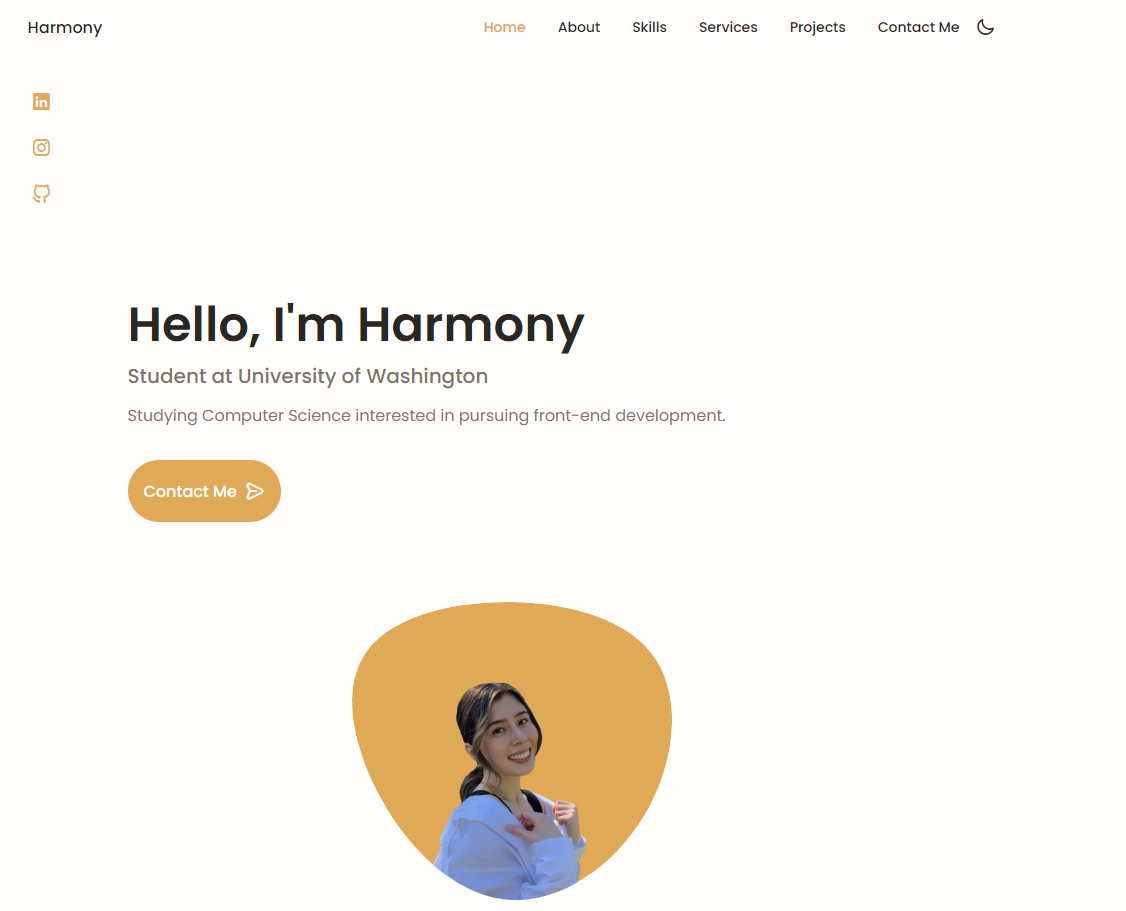 Harmony
Home About Skills Services Projects Contact Me
in
Hello, I'm Harmony
Student at University of Washington
Studying Computer Science interested in pursuing front-end development.
Contact Me